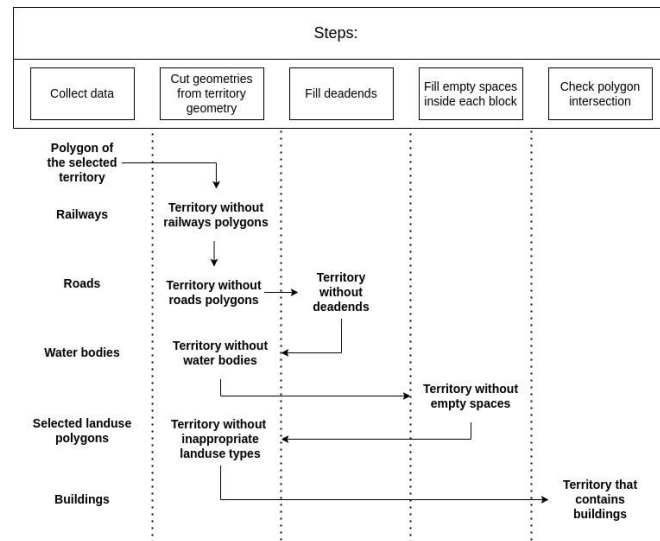 Steps:
Collect data
Cut geometries
from territory
geometry
Fill deadends
Fill empty spaces
inside each block
Check polygon
intersection
Polygon of
the selected
territory
Railways
Territory without
railways polygons
Roads
Territory without
roads polygons
Territory
without
deadends
Water bodies
Territory without
water bodies
Territory without
empty spaces
Selected landuse
polygons
Territory without
inappropriate
landuse types
Buildings
Territory that
contains
buildings